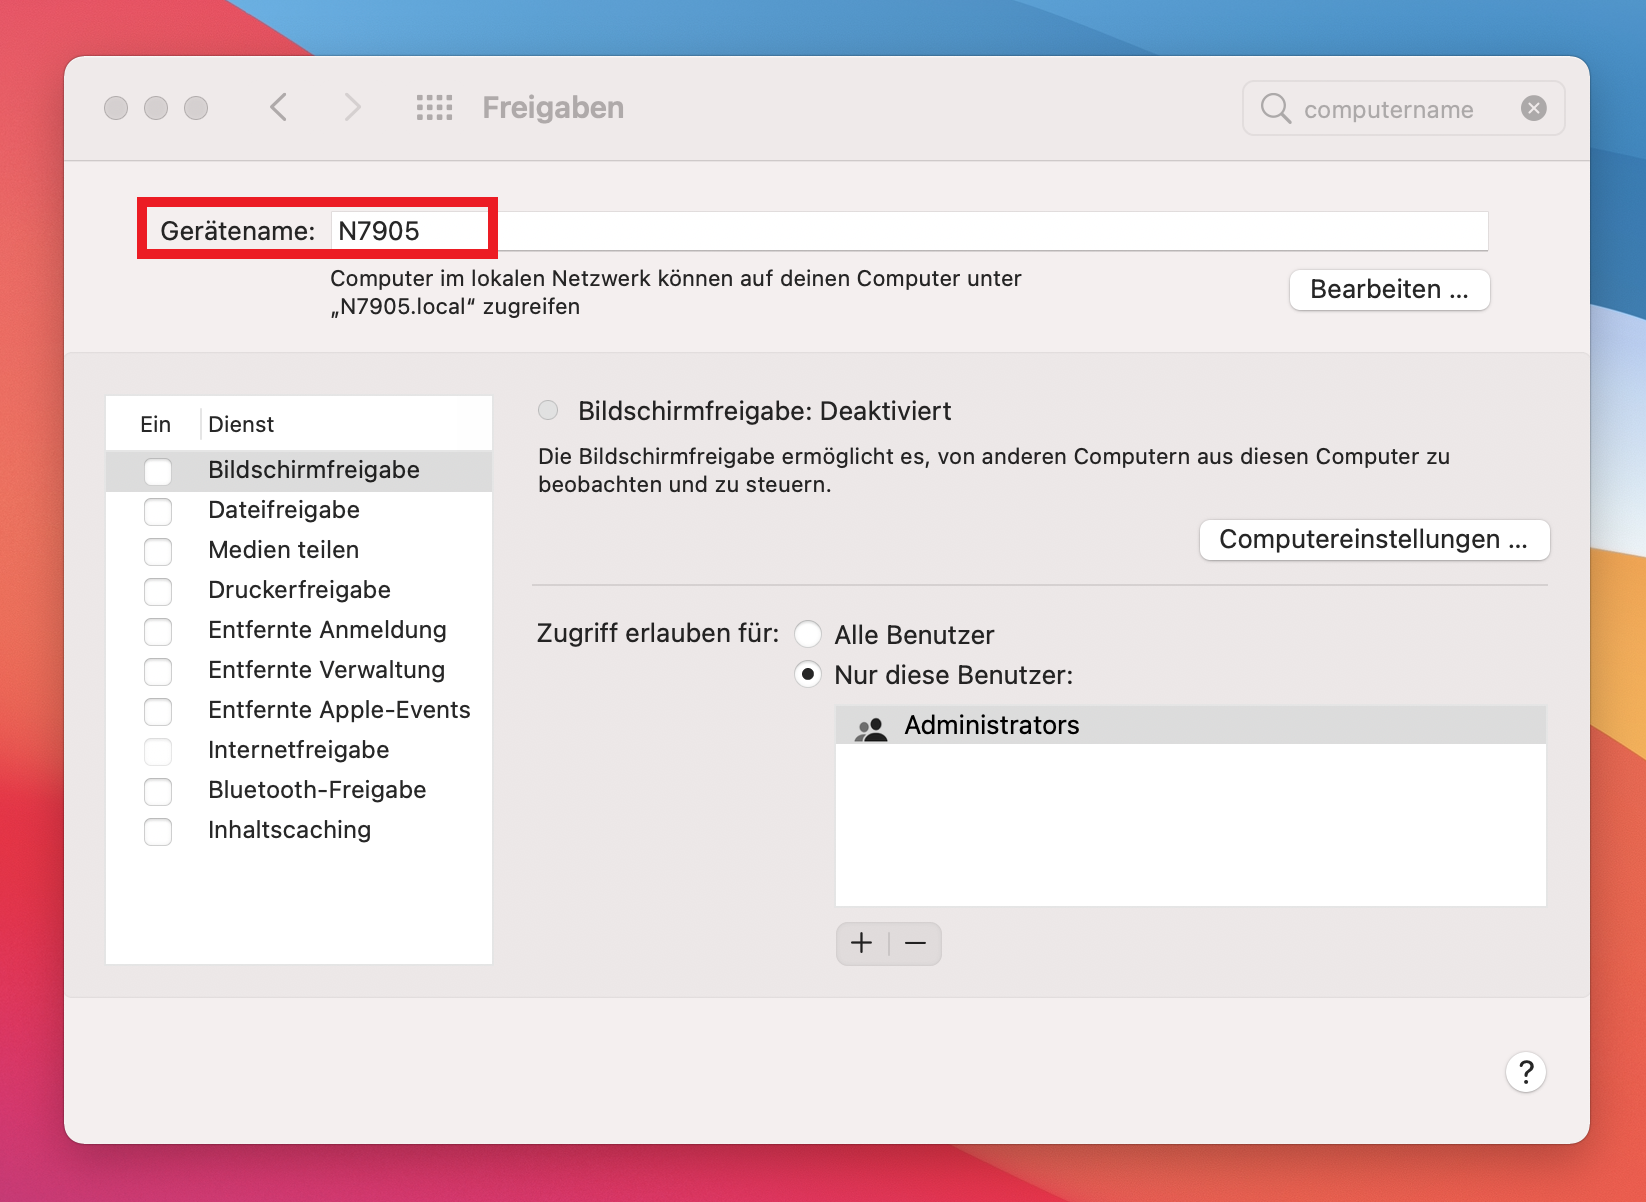 Freigaben
computername
Gerätename: N7905
Computer im lokalen Netzwerk können auf deinen Computer unter
„N7905.local“ zugreifen
Bearbeiten ...
Ein Dienst
Bildschirmfreigabe
Dateifreigabe
Medien teilen
Druckerfreigabe
Entfernte Anmeldung
Entfernte Verwaltung
Entfernte Apple-Events
Internetfreigabe
Bluetooth-Freigabe
Inhaltscaching
Bildschirmfreigabe: Deaktiviert
Die Bildschirmfreigabe ermöglicht es, von anderen Computern aus diesen Computer zu
beobachten und zu steuern.
Computereinstellungen ...
Zugriff erlauben für:
Alle Benutzer
Nur diese Benutzer:
Administrators
+ −
?